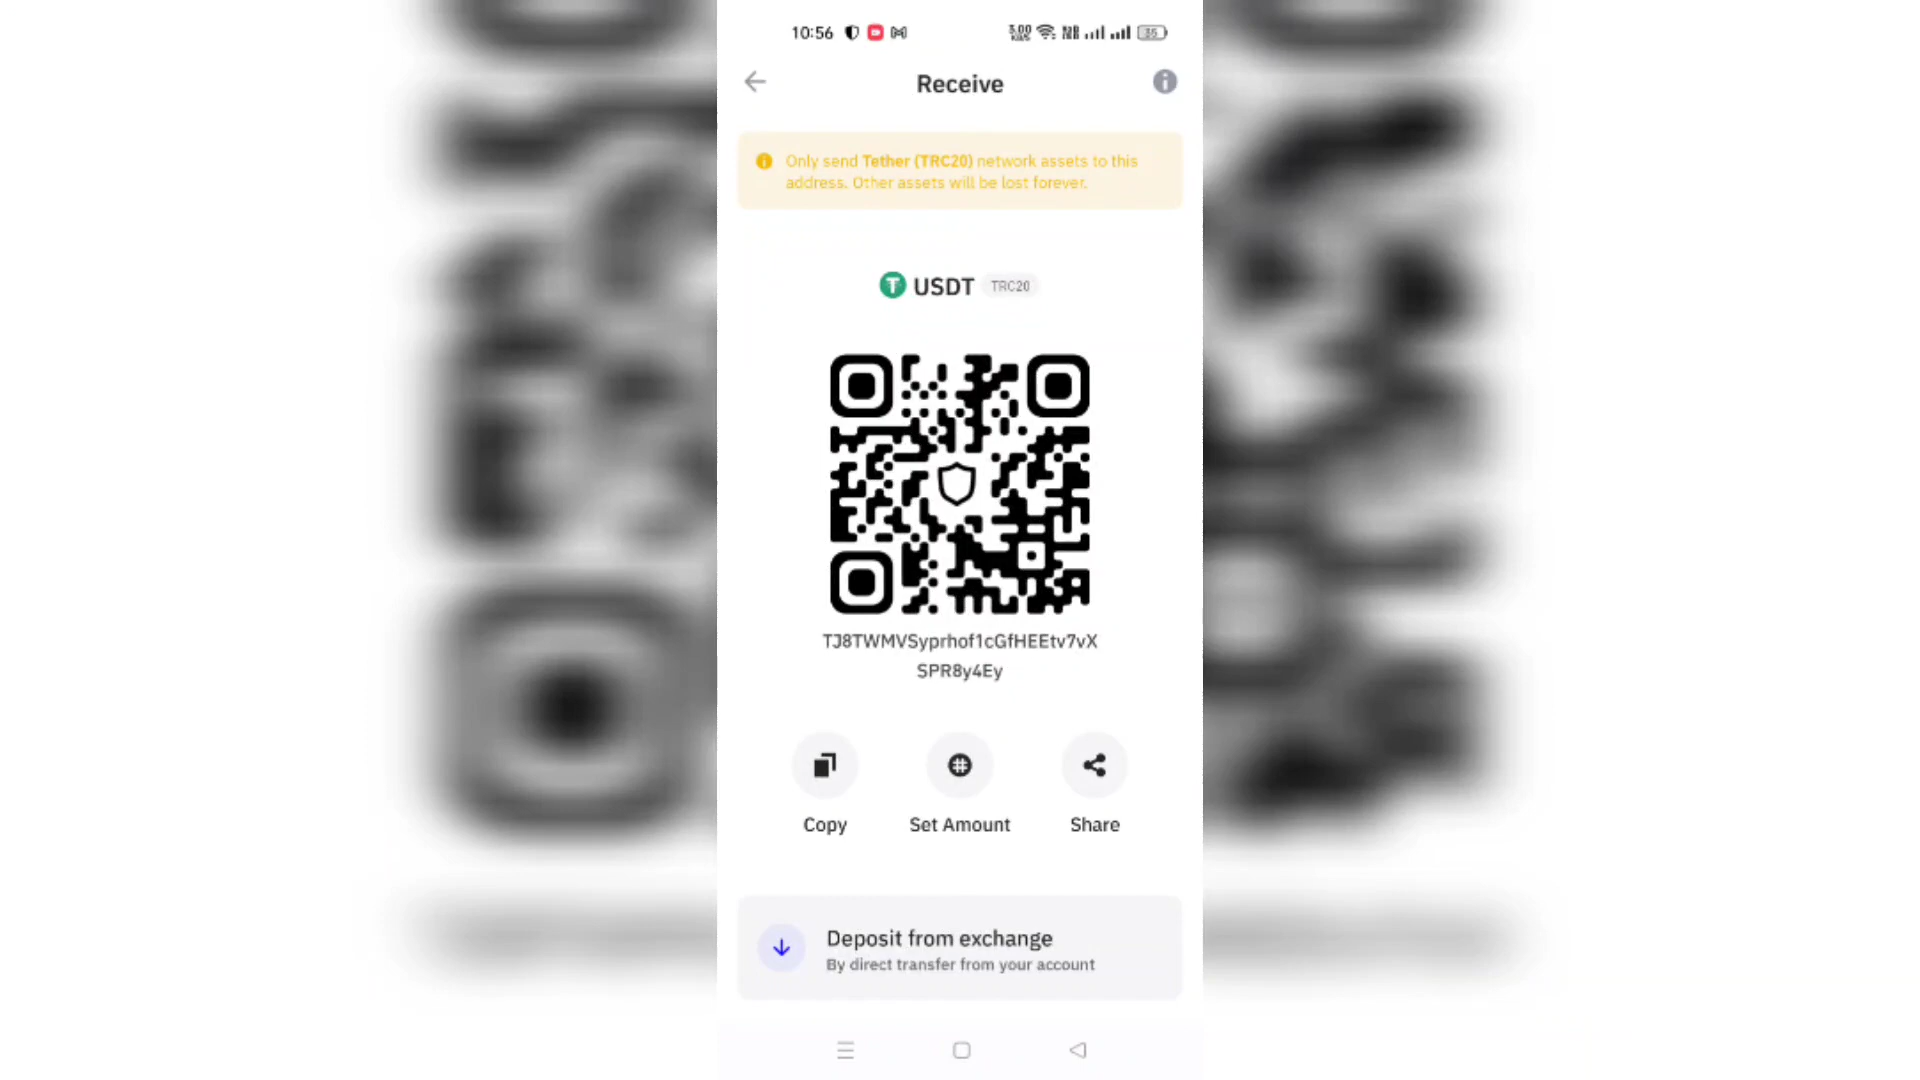 10:56
35
Receive
Only send Tether (TRC20) network assets to this
address. Other assets will be lost forever.
USDT TRC20
TJ8TWMVSyprhof1cGfHEEtv7vX
SPR8y4Ey
Copy
Set Amount
Share
Deposit from exchange
By direct transfer from your account